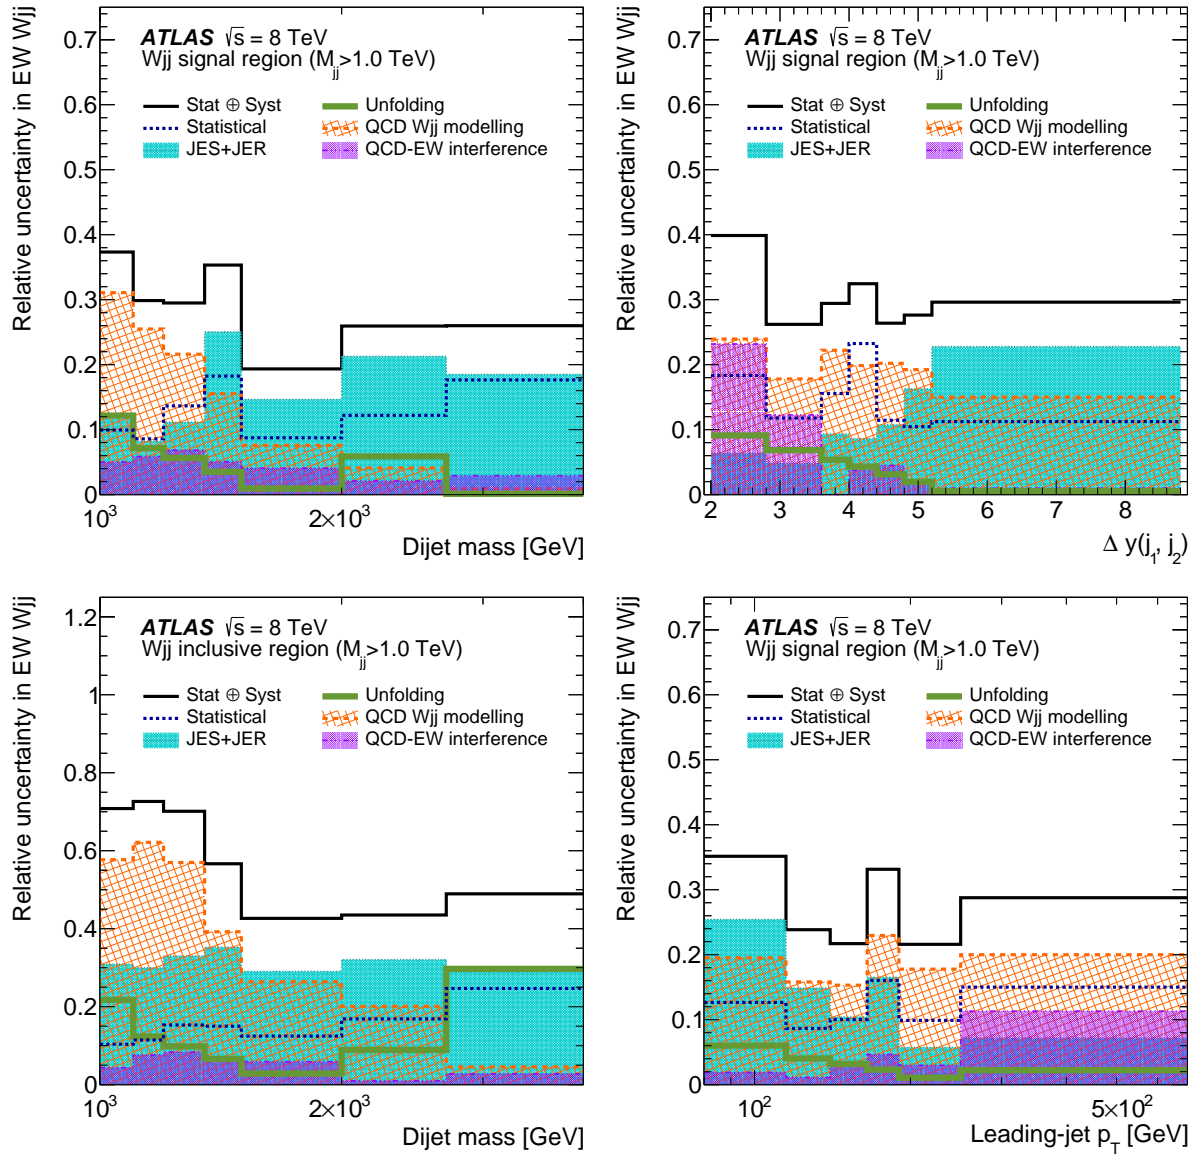 Relative uncertainty in EW Wjj
ATLAS √s = 8 TeV
Wjj signal region (M_jj>1.0 TeV)
Stat ⊕ Syst
Statistical
JES+JER
Unfolding
QCD Wjj modelling
QCD-EW interference
0.7
0.6
0.5
0.4
0.3
0.2
0.1
0
10³
2×10³
Dijet mass [GeV]
Relative uncertainty in EW Wjj
ATLAS √s = 8 TeV
Wjj signal region (M_jj>1.0 TeV)
Stat ⊕ Syst
Statistical
JES+JER
Unfolding
QCD Wjj modelling
QCD-EW interference
0.7
0.6
0.5
0.4
0.3
0.2
0.1
0
2 3 4 5 6 7 8
Δ y(j_1, j_2)
Relative uncertainty in EW Wjj
ATLAS √s = 8 TeV
Wjj inclusive region (M_jj>1.0 TeV)
Stat ⊕ Syst
Statistical
JES+JER
Unfolding
QCD Wjj modelling
QCD-EW interference
1.2
1
0.8
0.6
0.4
0.2
0
10³
2×10³
Dijet mass [GeV]
Relative uncertainty in EW Wjj
ATLAS √s = 8 TeV
Wjj signal region (M_jj>1.0 TeV)
Stat ⊕ Syst
Statistical
JES+JER
Unfolding
QCD Wjj modelling
QCD-EW interference
0.7
0.6
0.5
0.4
0.3
0.2
0.1
0
10²
5×10²
Leading-jet p_T [GeV]